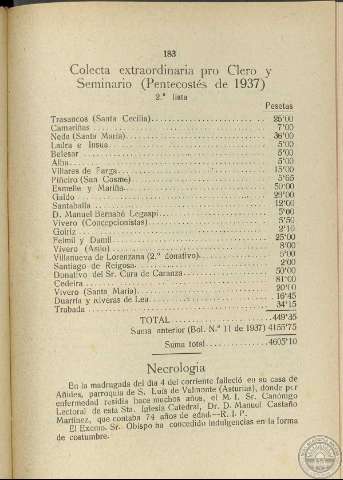 183
Colecta extraordinaria pro Clero y
Seminario (Pentecostés de 1937)
2.ª lista
Pesetas
Trasancos (Santa Cecilia) 25'00
Camariñas 7'00
Neda (Santa María) 36'00
Ladra e Insua 5'00
Belesar 6'00
Alba 5'00
Villares de Parga 15'00
Piñeiro (San Cosme) 5'65
Esmelle y Mariña 50'00
Galdo 29'00
Santaballa 12'00
D. Manuel Bernabé Legaspi 5'00
Vivero (Concepcionistas) 5'50
Goiriz 2'10
Felmil y Damil 25'00
Vivero (Asilo) 8'00
Villanueva de Lorenzana (2.º donativo) 5'00
Santiago de Reigosa 2'00
Donativo del Sr. Cura de Caranza 50'00
Cedeira 81'00
Vivero (Santa María) 20'10
Duarría y riveras de Lea 16'45
Trabada 34'15
TOTAL 449'35
Suma anterior (Bol. N.º 11 de 1937) 4155'75
Suma total 4605'10
Necrología
En la madrugada del día 4 del corriente falleció en su casa de
parroquia de S. Luis de Valmonte (Asturias), donde por
enfermedad residía hace muchos años, el M. I. Sr. Canónigo
Lectoral de esta Sta. Iglesia Catedral, Dr. D. Manuel Castaño
Martínez, que contaba 74 años de edad.—R. I. P.
El Excmo. Sr. Obispo ha concedido indulgencias en la forma
de costumbre.